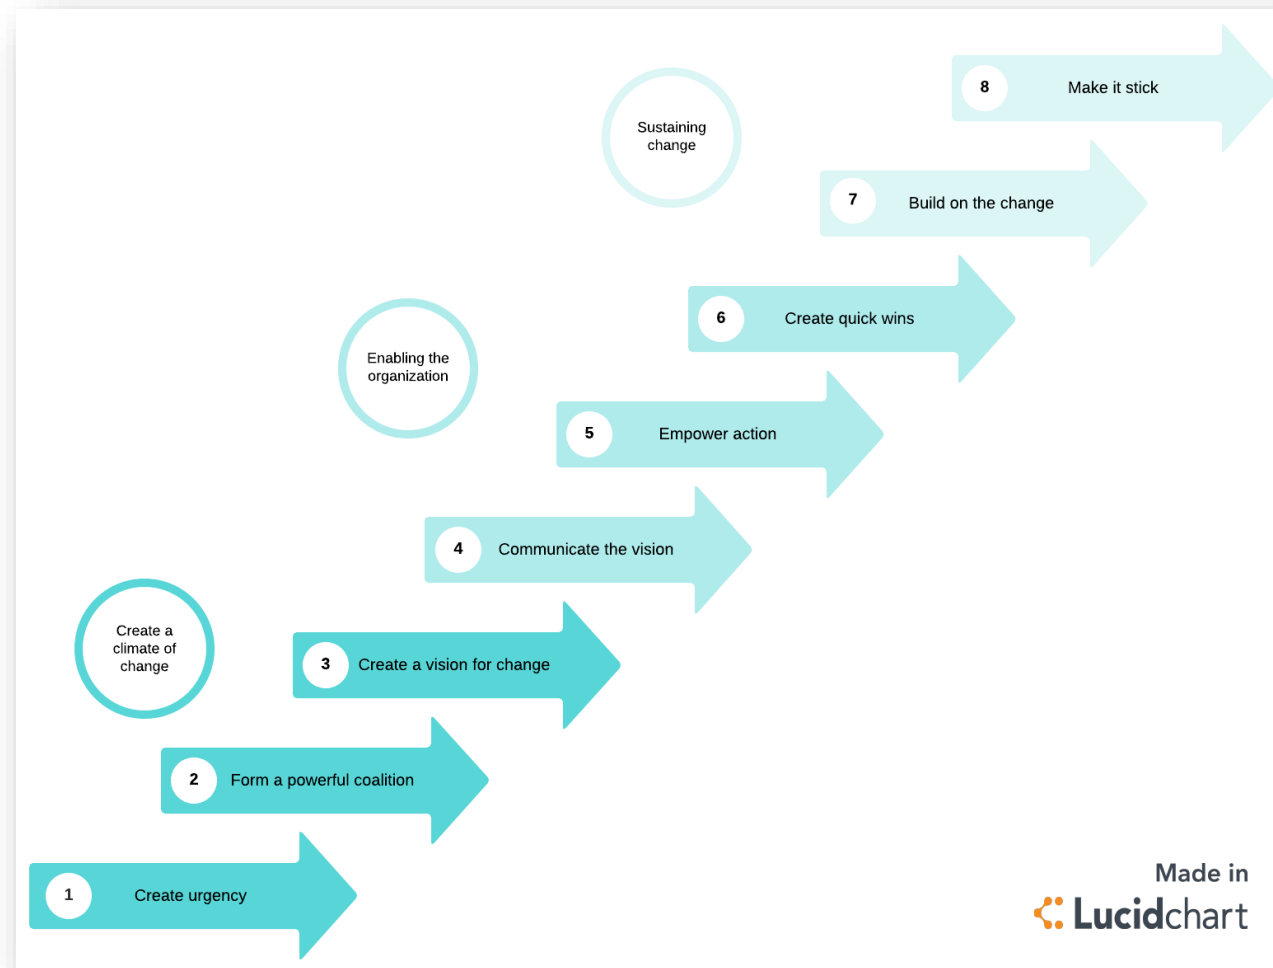 1
Create urgency
2
Form a powerful coalition
3
Create a vision for change
Create a
climate of
change
4
Communicate the vision
5
Empower action
6
Create quick wins
Enabling the
organization
7
Build on the change
8
Make it stick
Sustaining
change
Made in
Lucidchart